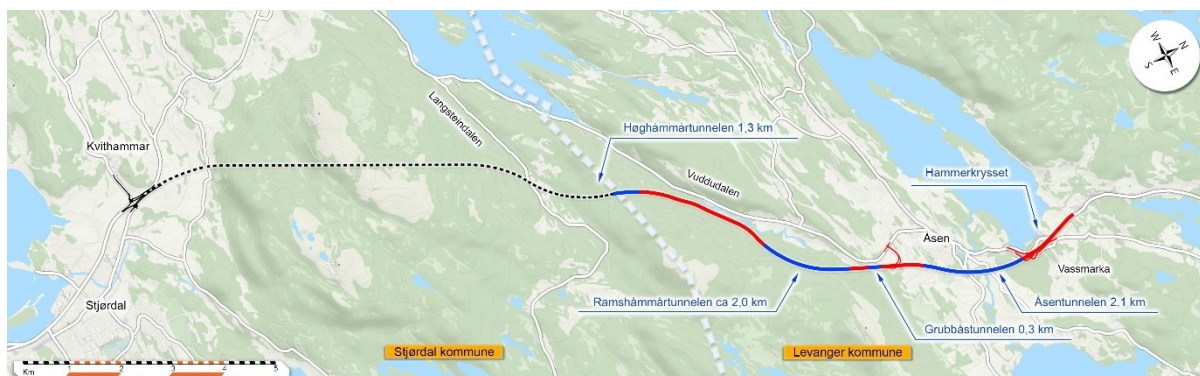 W N
S E
Kvithammar
Langsteindalen
Høghåmmårtunnelen 1,3 km
Vuddudalen
Hammerkrysset
Åsen
Vassmarka
Stjørdal
Ramshåmmårtunnelen ca 2,0 km
Åsentunnelen 2,1 km
Grubbåstunnelen 0,3 km
Stjørdal kommune
Levanger kommune
1 2 3 4 5
Km